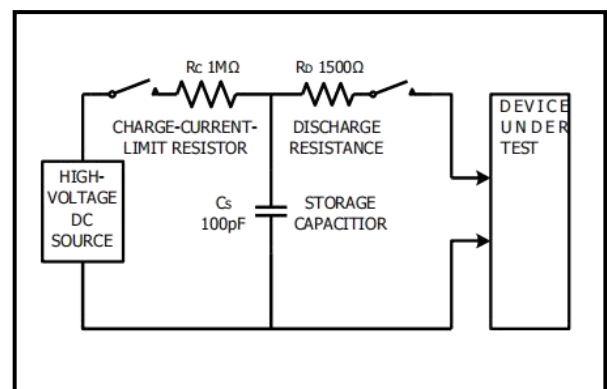 RC 1MΩ
RD 1500Ω
CHARGE-CURRENT-
LIMIT RESISTOR
DISCHARGE
RESISTANCE
DEVICE
UNDER
TEST
HIGH-
VOLTAGE
DC
SOURCE
Cs
100pF
STORAGE
CAPACITIOR